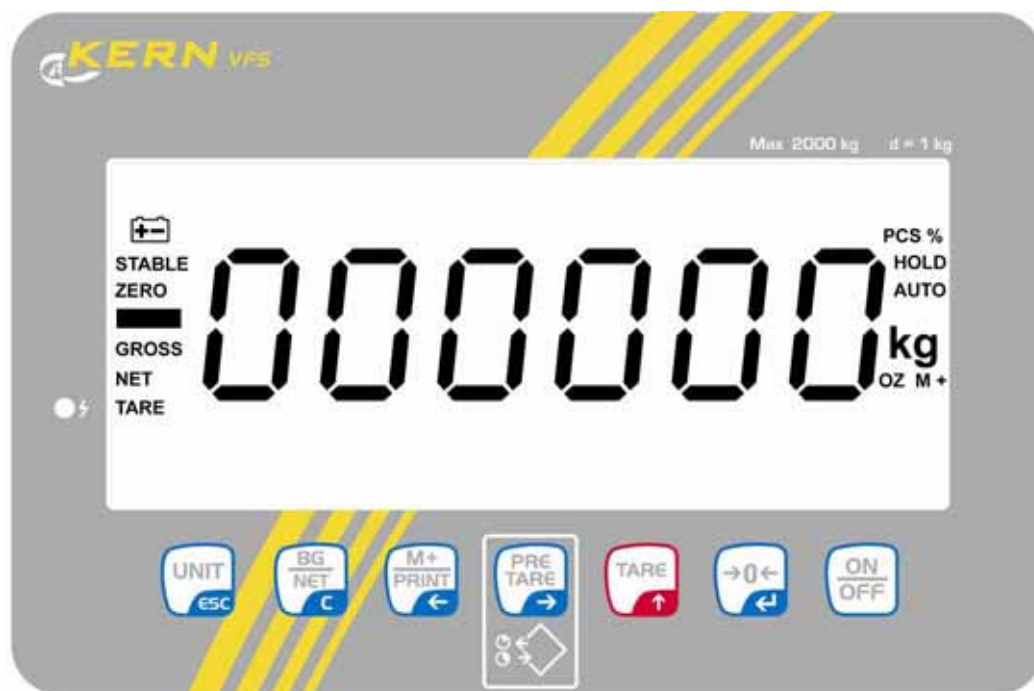 KERN VFS
Max 2000 kg d = 1 kg
STABLE
ZERO
GROSS
NET
TARE
000000
PCS %
HOLD
AUTO
kg
OZ M +
UNIT
ESC
BG
NET
C
M+
PRINT
←
PRE
TARE
→
TARE
↑
→0←
ON
OFF